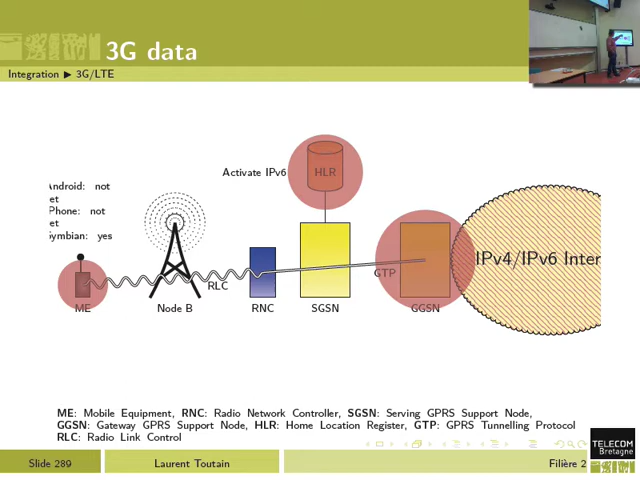 3G data
Integration ▶ 3G/LTE
Activate IPv6
HLR
Android: not
et
Phone: not
et
Symbian: yes
IPv4/IPv6 Inter
GTP
RLC
ME
Node B
RNC
SGSN
GGSN
ME: Mobile Equipment, RNC: Radio Network Controller, SGSN: Serving GPRS Support Node,
GGSN: Gateway GPRS Support Node, HLR: Home Location Register, GTP: GPRS Tunnelling Protocol
RLC: Radio Link Control
TELECOM
Bretagne
Slide 289
Laurent Toutain
Filière 2